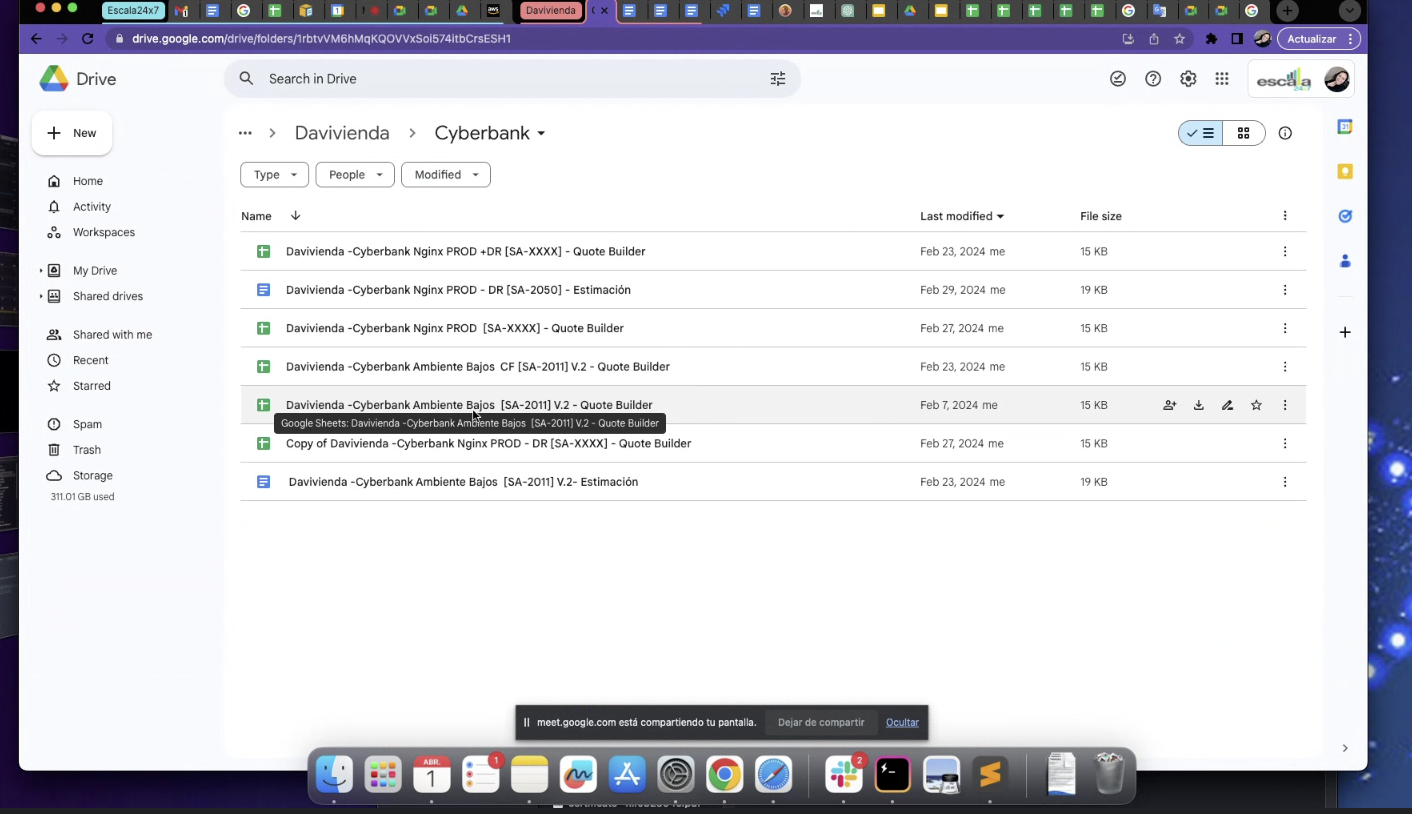 Escala24x7
Davivienda
drive.google.com/drive/folders/1rbtvVM6hMqKQOVVxSoi574itbCrsESH1
Actualizar
Drive
Search in Drive
escala
24x7
New
... > Davivienda > Cyberbank
Type
People
Modified
Home
Activity
Workspaces
My Drive
Shared drives
Shared with me
Recent
Starred
Spam
Trash
Storage
311.01 GB used
Name Last modified File size
Davivienda -Cyberbank Nginx PROD +DR [SA-XXXX] - Quote Builder Feb 23, 2024 me 15 KB
Davivienda -Cyberbank Nginx PROD - DR [SA-2050] - Estimación Feb 29, 2024 me 19 KB
Davivienda -Cyberbank Nginx PROD [SA-XXXX] - Quote Builder Feb 27, 2024 me 15 KB
Davivienda -Cyberbank Ambiente Bajos CF [SA-2011] V.2 - Quote Builder Feb 23, 2024 me 15 KB
Davivienda -Cyberbank Ambiente Bajos [SA-2011] V.2 - Quote Builder Feb 7, 2024 me 15 KB
Google Sheets: Davivienda -Cyberbank Ambiente Bajos [SA-2011] V.2 - Quote Builder
Copy of Davivienda -Cyberbank Nginx PROD - DR [SA-XXXX] - Quote Builder Feb 27, 2024 me 15 KB
Davivienda -Cyberbank Ambiente Bajos [SA-2011] V.2- Estimación Feb 23, 2024 me 19 KB
meet.google.com está compartiendo tu pantalla. Dejar de compartir Ocultar
ABR.
1
1
2